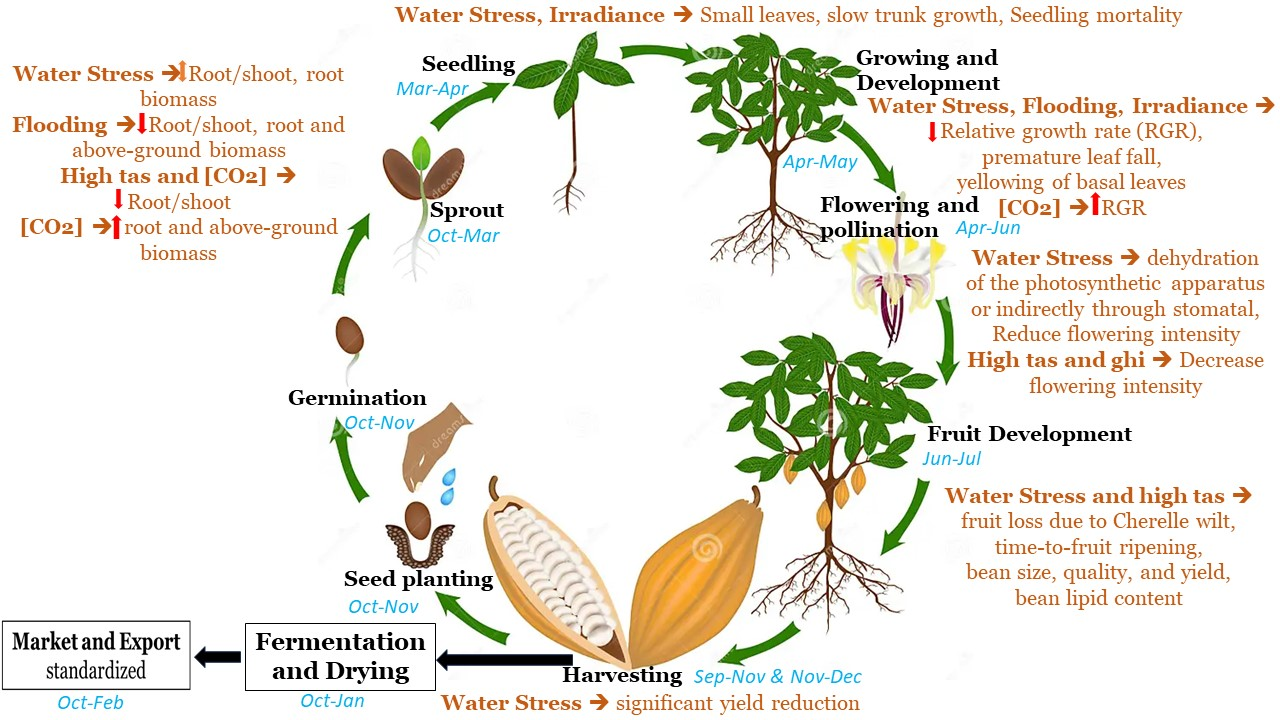 Water Stress, Irradiance ➔ Small leaves, slow trunk growth, Seedling mortality
Seedling
Mar-Apr
Water Stress ➔ Root/shoot, root
biomass
Flooding ➔ Root/shoot, root and
above-ground biomass
High tas and [CO2] ➔
Root/shoot
[CO2] ➔ root and above-ground
biomass
Growing and
Development
Apr-May
Water Stress, Flooding, Irradiance ➔
Relative growth rate (RGR),
premature leaf fall,
yellowing of basal leaves
[CO2] ➔ RGR
Sprout
Oct-Mar
Flowering and
pollination
Apr-Jun
Water Stress ➔ dehydration
of the photosynthetic apparatus
or indirectly through stomatal,
Reduce flowering intensity
High tas and ghi ➔ Decrease
flowering intensity
Germination
Oct-Nov
Fruit Development
Jun-Jul
Water Stress and high tas ➔
fruit loss due to Cherelle wilt,
time-to-fruit ripening,
bean size, quality, and yield,
bean lipid content
Seed planting
Oct-Nov
Harvesting
Sep-Nov & Nov-Dec
Water Stress ➔ significant yield reduction
Fermentation
and Drying
Oct-Jan
Market and Export
standardized
Oct-Feb